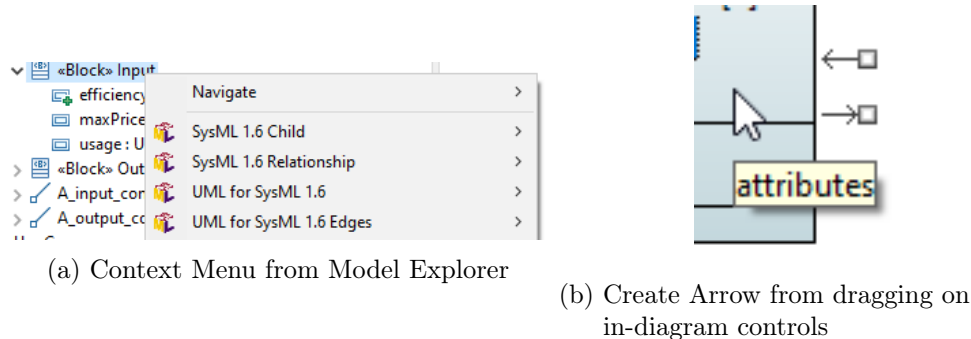 «Block» Input
efficiency
maxPrice
usage : U
«Block» Out
A_input_cor
A_output_cc
Navigate
SysML 1.6 Child
SysML 1.6 Relationship
UML for SysML 1.6
UML for SysML 1.6 Edges
(a) Context Menu from Model Explorer
attributes
(b) Create Arrow from dragging on
in-diagram controls